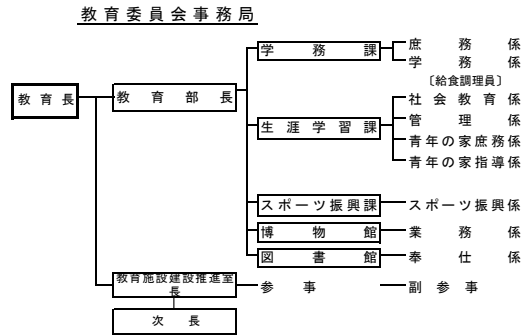 教育委員会事務局
学務課
庶務係
学務係
〔給食調理員〕
教育長
教育部長
社会教育係
生涯学習課
管理係
青年の家庶務係
青年の家指導係
スポーツ振興課
スポーツ振興係
博物館
業務係
図書館
奉仕係
教育施設建設推進室
長
参事
副参事
次長